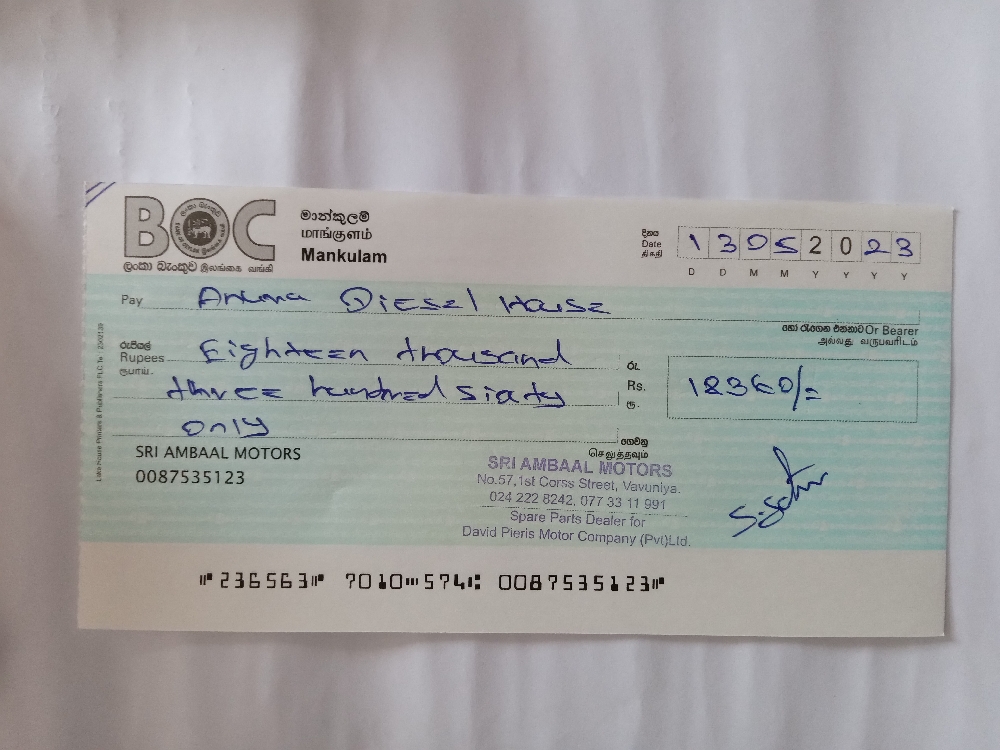 BOC
ලංකා බැංකුව இலங்கை வங்கி
මාන්කුලම්
மாங்குளம்
Mankulam
දිනය
Date
திகதி
13052023
D D M M Y Y Y Y
Pay Diesel House
හෝ රැගෙන එනනාට Or Bearer
அல்லது வருபவரிடம்
රුපියල්
Rupees Eighteen thousand
ரூபாய்
three hundred sixty
only
රු.
Rs. 18360/=
ரூ.
ගෙවනු
செலுத்தவும்
SRI AMBAAL MOTORS
0087535123
SRI AMBAAL MOTORS
No.57,1st Corss Street, Vavuniya.
024 222 8242, 077 33 11 991
Spare Parts Dealer for
David Pieris Motor Company (Pvt)Ltd.
⑈236563⑈ 7010⑉574⑆ 0087535123⑈